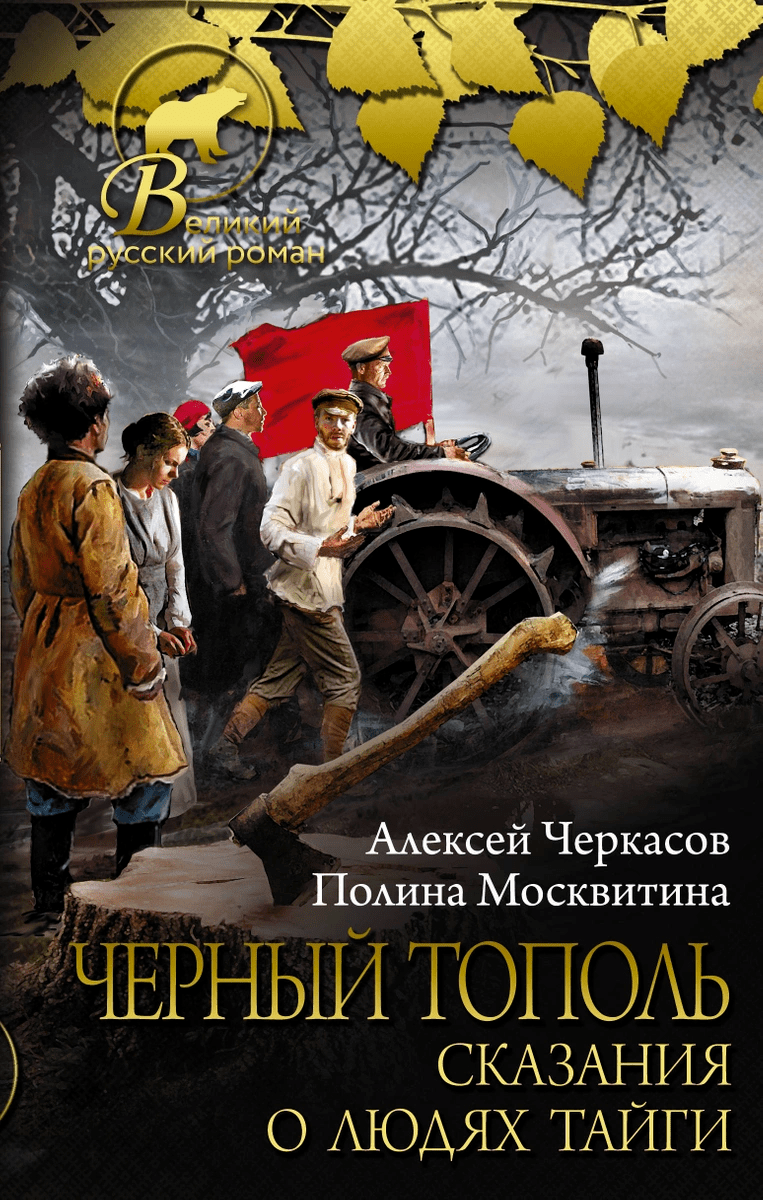 Великий
русский роман
Алексей Черкасов
Полина Москвитина
ЧЕРНЫЙ ТОПОЛЬ
СКАЗАНИЯ
О ЛЮДЯХ ТАЙГИ